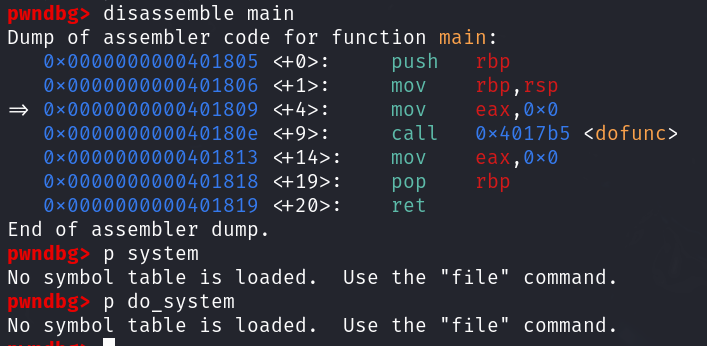 pwndbg> disassemble main
Dump of assembler code for function main:
   0×0000000000401805 <+0>:     push   rbp
   0×0000000000401806 <+1>:     mov    rbp,rsp
⇒ 0×0000000000401809 <+4>:     mov    eax,0×0
   0×000000000040180e <+9>:     call   0×4017b5 <dofunc>
   0×0000000000401813 <+14>:    mov    eax,0×0
   0×0000000000401818 <+19>:    pop    rbp
   0×0000000000401819 <+20>:    ret
End of assembler dump.
pwndbg> p system
No symbol table is loaded.  Use the "file" command.
pwndbg> p do_system
No symbol table is loaded.  Use the "file" command.
pwndbg>